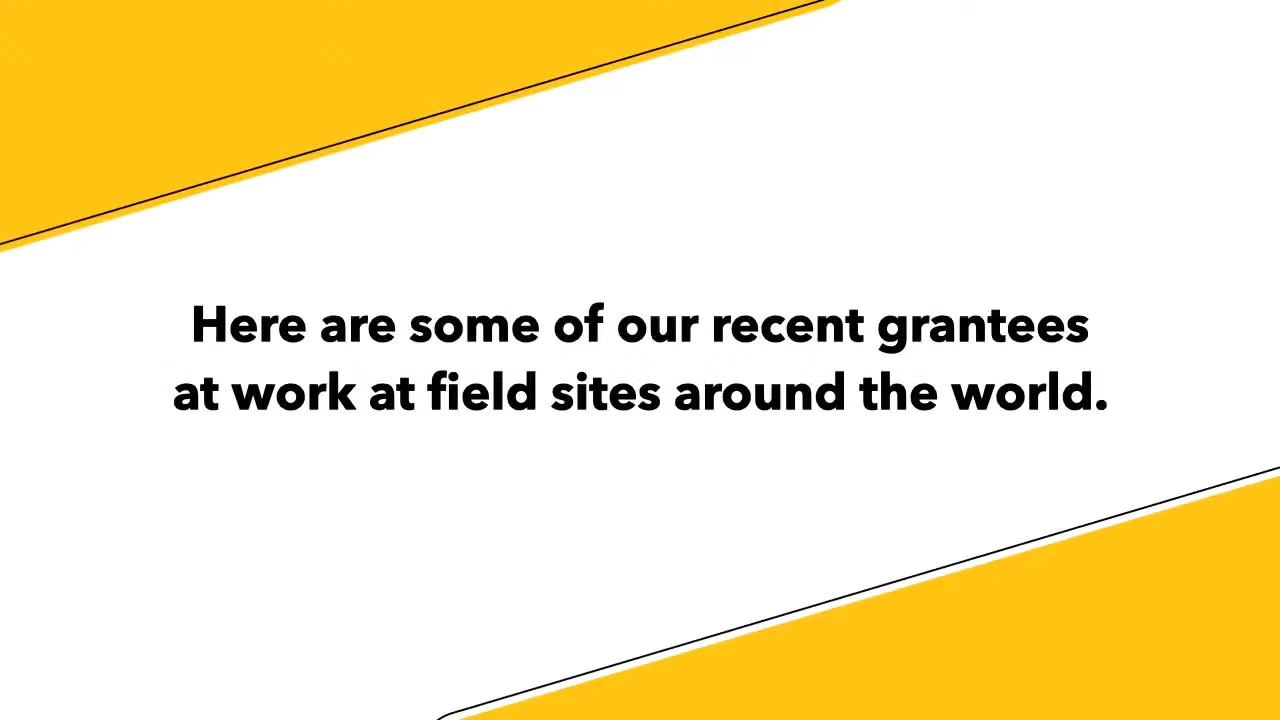 Here are some of our recent grantees
at work at field sites around the world.